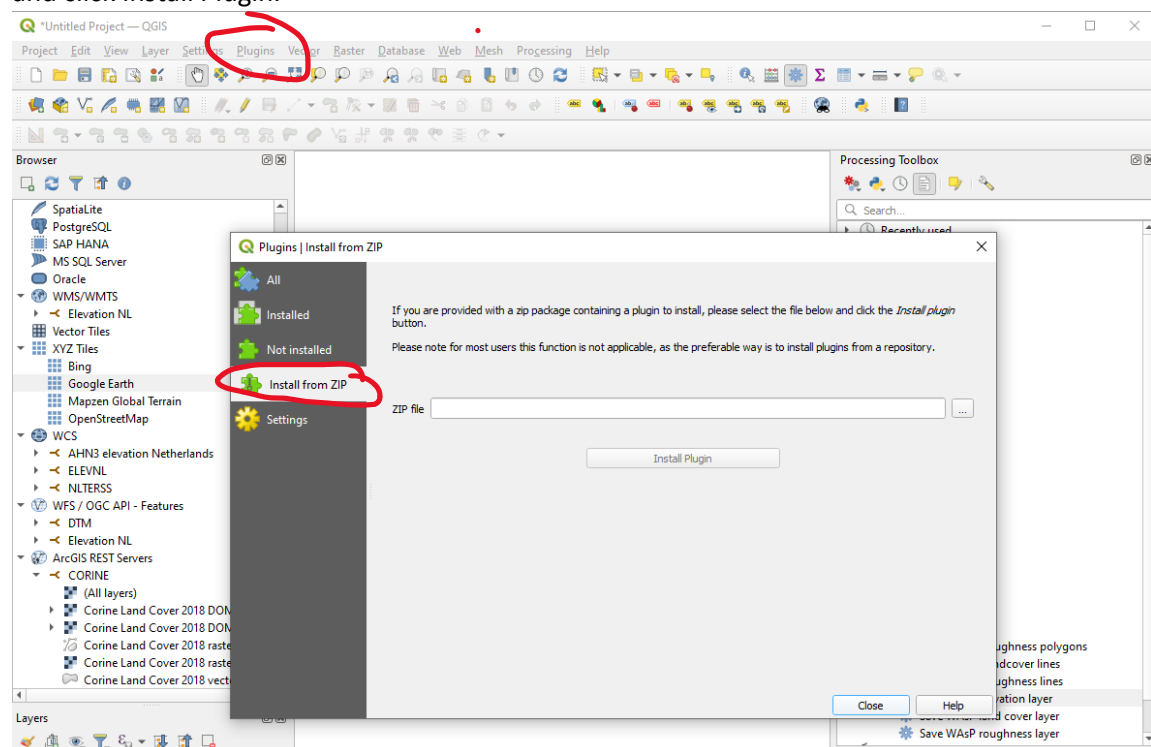 and click Install Plugin.
*Untitled Project — QGIS
Project Edit View Layer Settings Plugins Vector Raster Database Web Mesh Processing Help
Browser
SpatiaLite
PostgreSQL
SAP HANA
MS SQL Server
Oracle
WMS/WMTS
Elevation NL
Vector Tiles
XYZ Tiles
Bing
Google Earth
Mapzen Global Terrain
OpenStreetMap
WCS
AHN3 elevation Netherlands
ELEVNL
NLTERSS
WFS / OGC API - Features
DTM
Elevation NL
ArcGIS REST Servers
CORINE
(All layers)
Corine Land Cover 2018 DOM
Corine Land Cover 2018 DOM
Corine Land Cover 2018 raste
Corine Land Cover 2018 raste
Corine Land Cover 2018 vect
Layers
Plugins | Install from ZIP
All
Installed
Not installed
Install from ZIP
Settings
If you are provided with a zip package containing a plugin to install, please select the file below and click the Install plugin
button.
Please note for most users this function is not applicable, as the preferable way is to install plugins from a repository.
ZIP file
...
Install Plugin
Close Help
Processing Toolbox
Search...
Recently used
ughness polygons
ndcover lines
ughness lines
vation layer
Save WAsP land cover layer
Save WAsP roughness layer